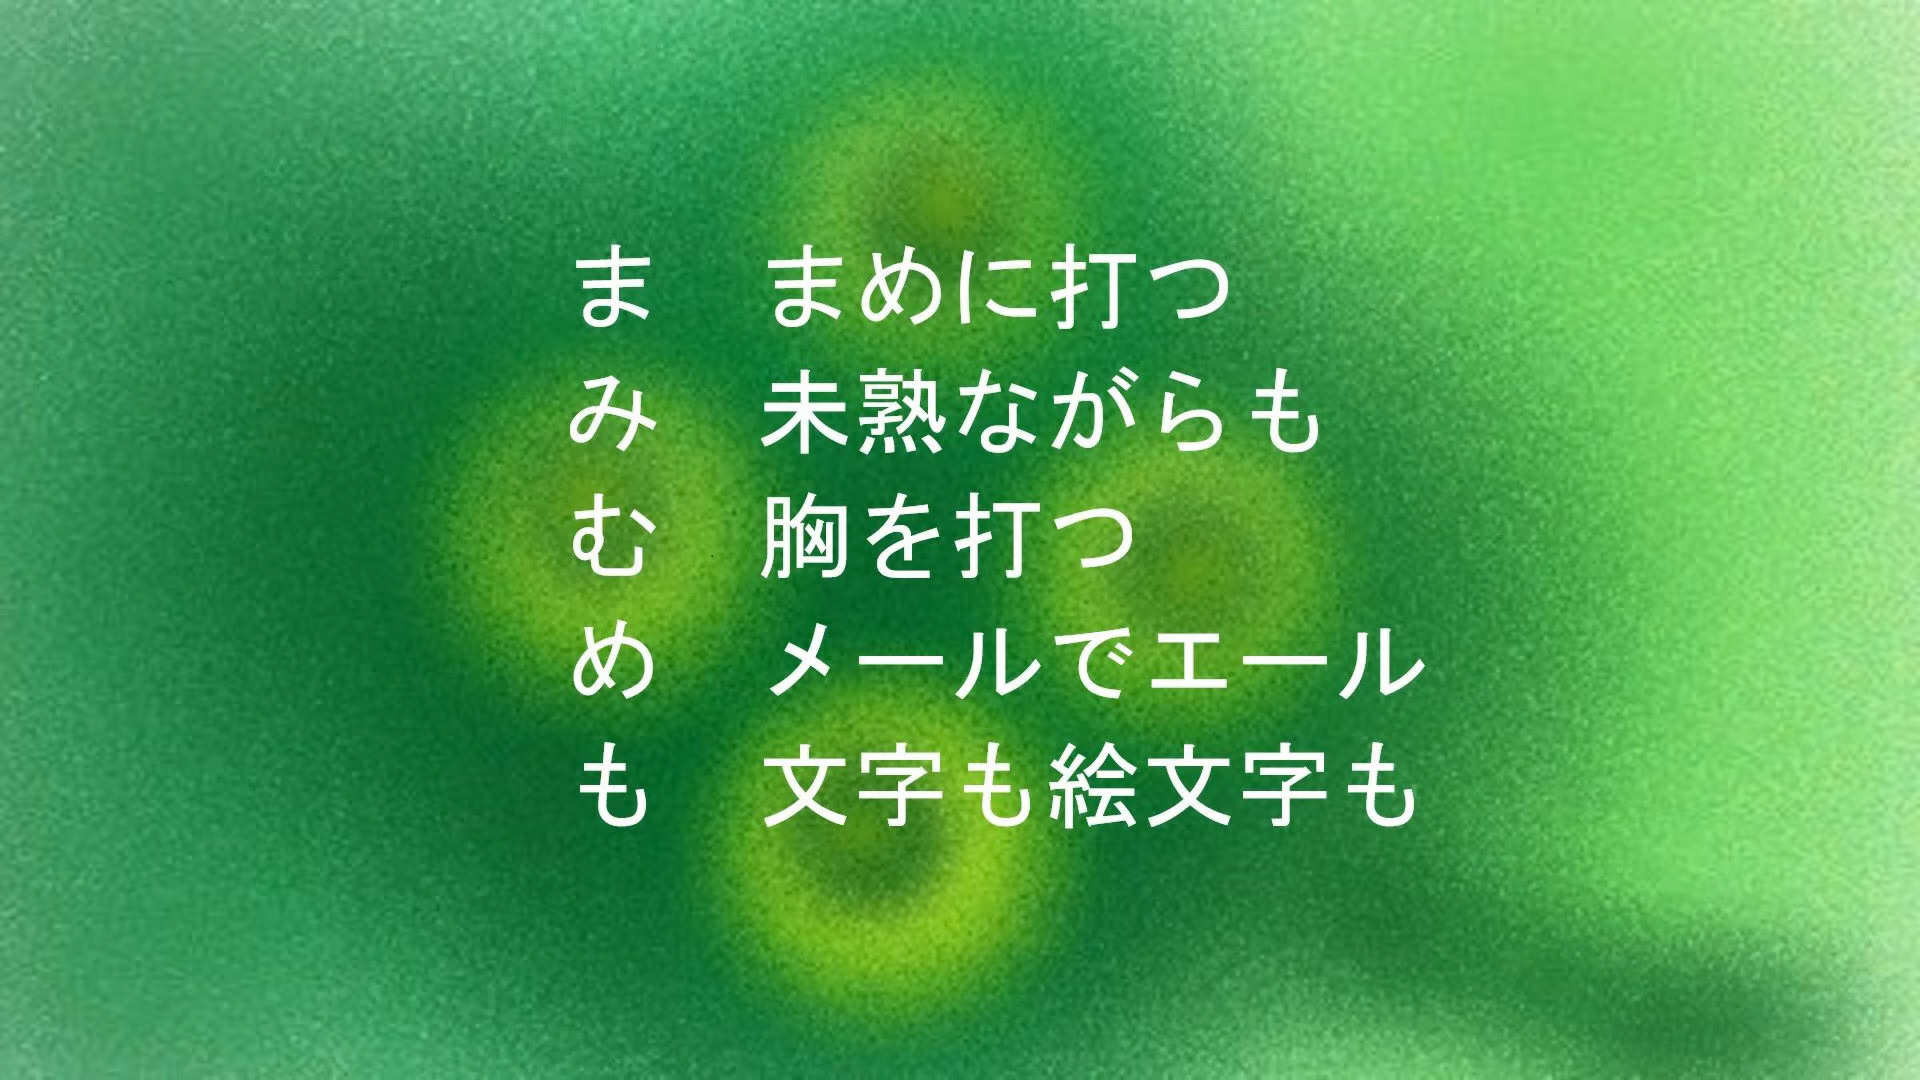 ま　まめに打つ
み　未熟ながらも
む　胸を打つ
め　メールでエール
も　文字も絵文字も